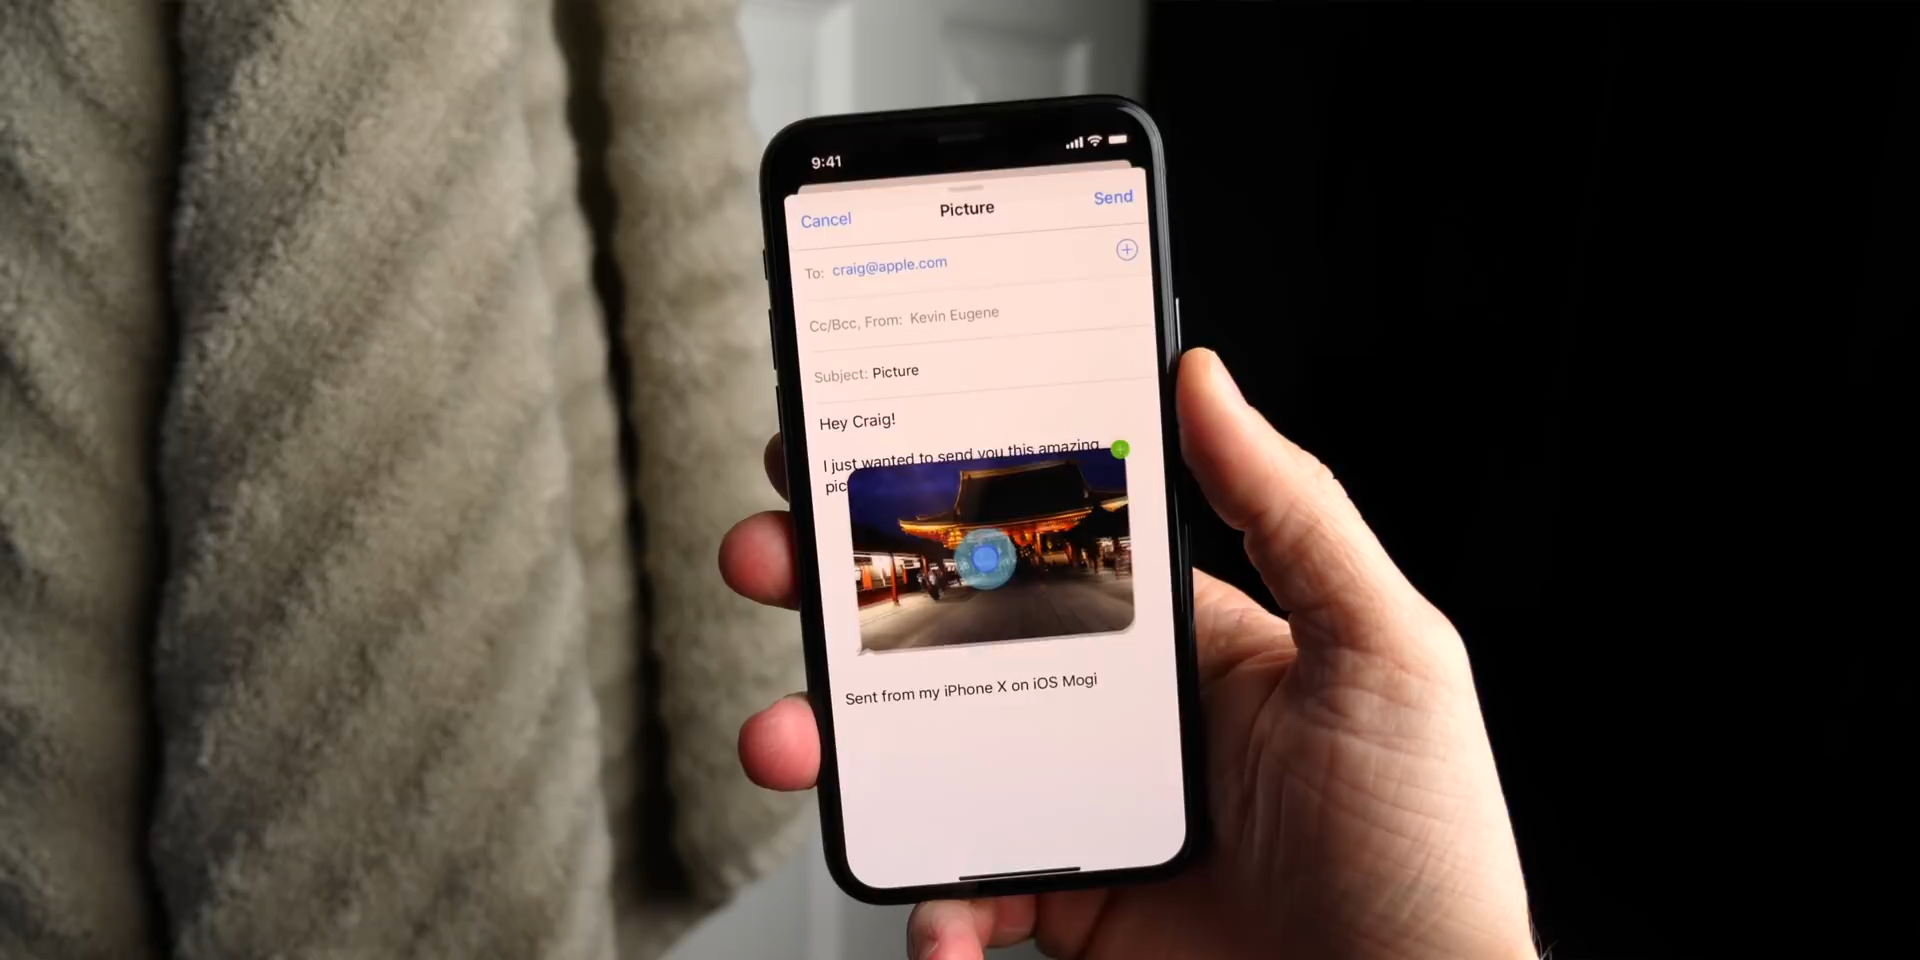 9:41
Cancel Picture Send
To: craig@apple.com
Cc/Bcc, From: Kevin Eugene
Subject: Picture
Hey Craig!
I just wanted to send you this amazing
pic
Sent from my iPhone X on iOS Mogi